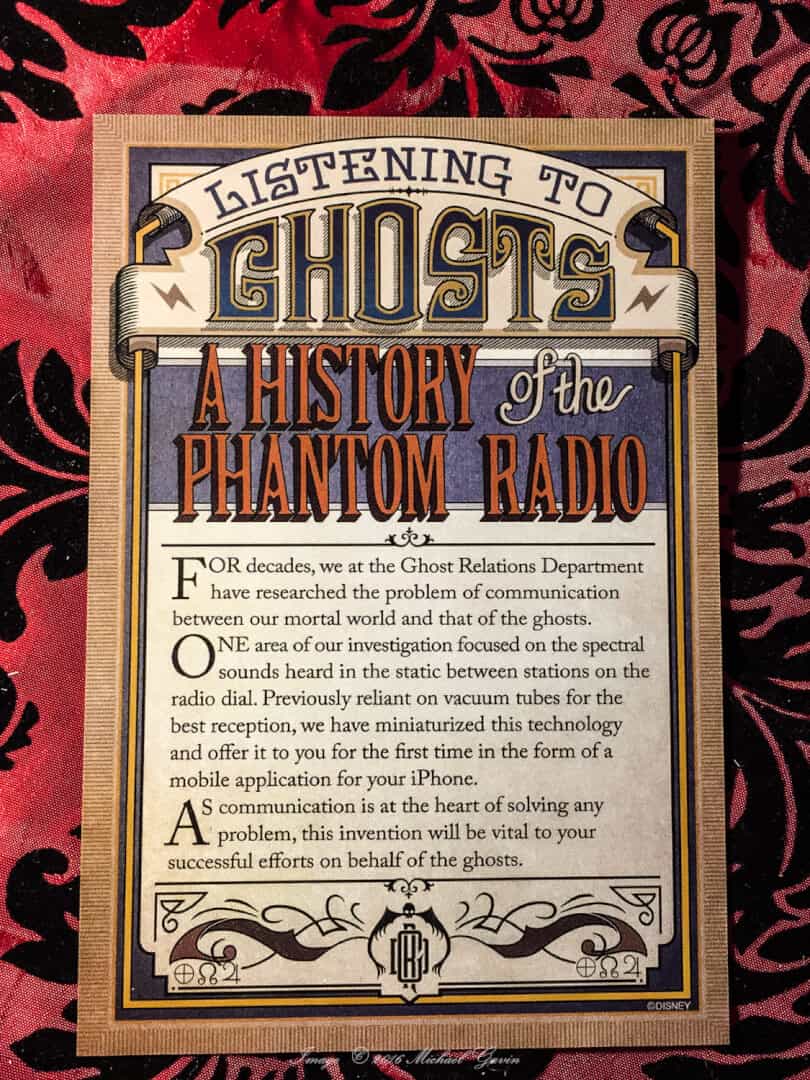 LISTENING TO
GHOSTS
A HISTORY of the
PHANTOM RADIO
FOR decades, we at the Ghost Relations Department
have researched the problem of communication
between our mortal world and that of the ghosts.
ONE area of our investigation focused on the spectral
sounds heard in the static between stations on the
radio dial. Previously reliant on vacuum tubes for the
best reception, we have miniaturized this technology
and offer it to you for the first time in the form of a
mobile application for your iPhone.
AS communication is at the heart of solving any
problem, this invention will be vital to your
successful efforts on behalf of the ghosts.
©DISNEY
Image © 2016 Michael Gavin